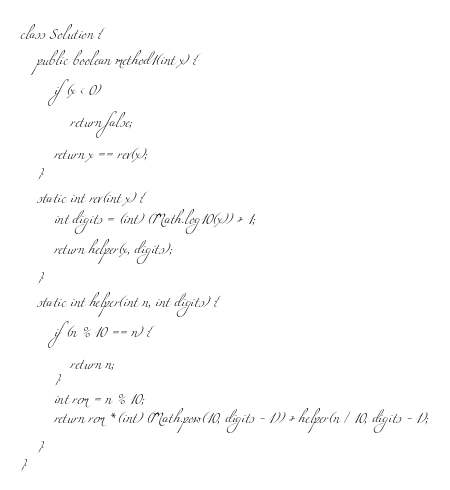 class Solution {
public boolean method1(int x) {
if (x < 0)
return false;
return x == rev(x);
}
static int rev(int x) {
int digits = (int) (Math.log10(x)) + 1;
return helper(x, digits);
}
static int helper(int n, int digits) {
if (n % 10 == n) {
return n;
}
int rem = n % 10;
return rem * (int) (Math.pow(10, digits - 1)) + helper(n / 10, digits - 1);
}
}